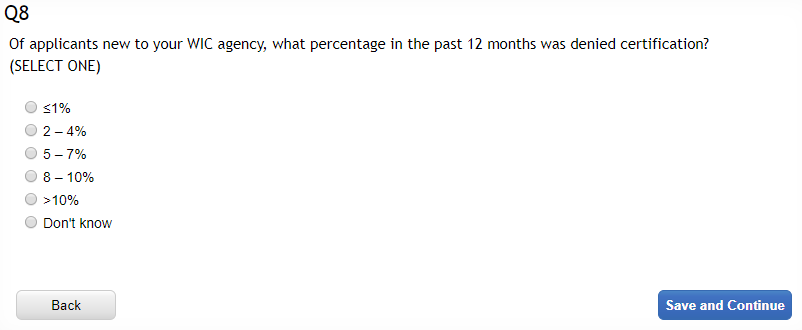 Q8
Of applicants new to your WIC agency, what percentage in the past 12 months was denied certification?
(SELECT ONE)
≤1%
2 – 4%
5 – 7%
8 – 10%
>10%
Don't know
Back
Save and Continue